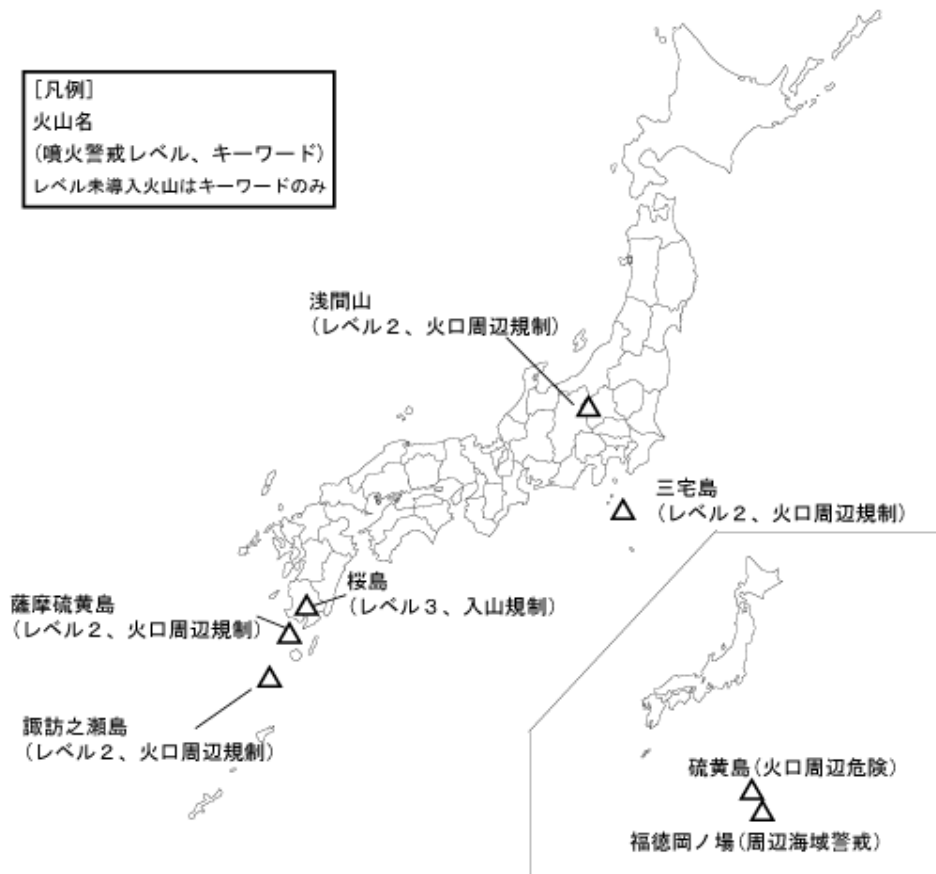 [凡例]
火山名
(噴火警戒レベル、キーワード)
レベル未導入火山はキーワードのみ
浅間山
(レベル2、火口周辺規制)
三宅島
(レベル2、火口周辺規制)
桜島
(レベル3、入山規制)
薩摩硫黄島
(レベル2、火口周辺規制)
諏訪之瀬島
(レベル2、火口周辺規制)
硫黄島(火口周辺危険)
福徳岡ノ場(周辺海域警戒)